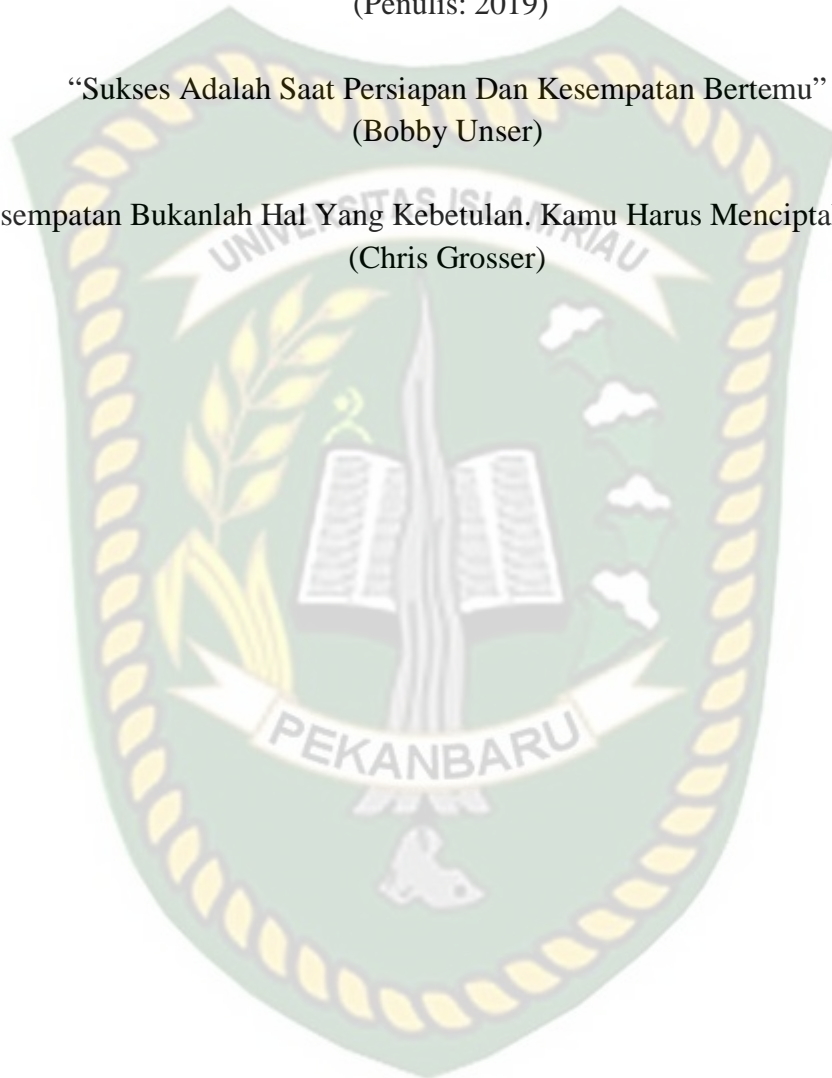 (Penulis: 2019)
“Sukses Adalah Saat Persiapan Dan Kesempatan Bertemu”
(Bobby Unser)
sempatan Bukanlah Hal Yang Kebetulan. Kamu Harus Mencipta
(Chris Grosser)
UNIVERSITAS ISLAM RIAU
PEKANBARU